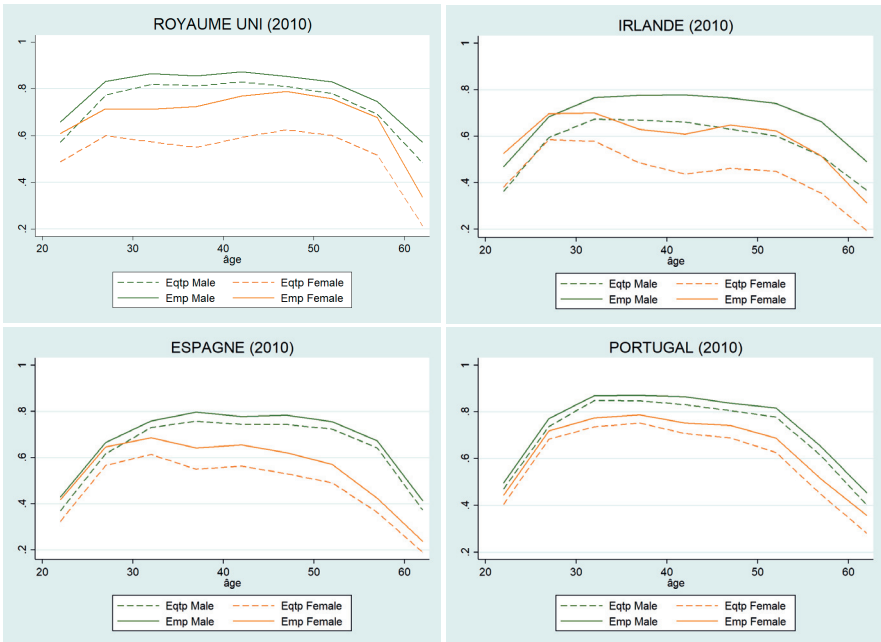 ROYAUME UNI (2010)
1
.8
.6
.4
.2
20 30 40 50 60
âge
Eqtp Male Eqtp Female
Emp Male Emp Female
IRLANDE (2010)
1
.8
.6
.4
.2
20 30 40 50 60
âge
Eqtp Male Eqtp Female
Emp Male Emp Female
ESPAGNE (2010)
1
.8
.6
.4
.2
20 30 40 50 60
âge
Eqtp Male Eqtp Female
Emp Male Emp Female
PORTUGAL (2010)
1
.8
.6
.4
.2
20 30 40 50 60
âge
Eqtp Male Eqtp Female
Emp Male Emp Female